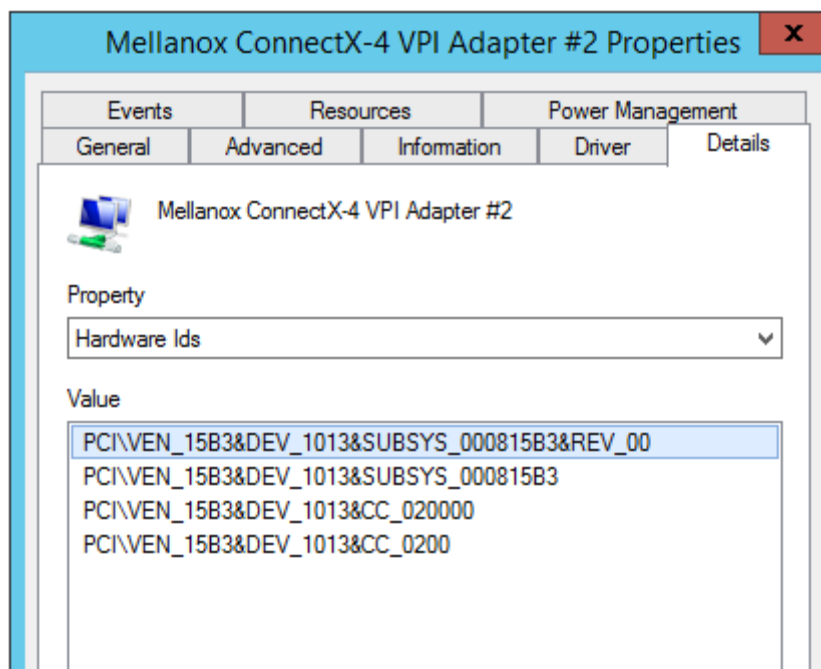 Mellanox ConnectX-4 VPI Adapter #2 Properties
x
Events Resources Power Management
General Advanced Information Driver Details
Mellanox ConnectX-4 VPI Adapter #2
Property
Hardware Ids
Value
PCI\VEN_15B3&DEV_1013&SUBSYS_000815B3&REV_00
PCI\VEN_15B3&DEV_1013&SUBSYS_000815B3
PCI\VEN_15B3&DEV_1013&CC_020000
PCI\VEN_15B3&DEV_1013&CC_0200